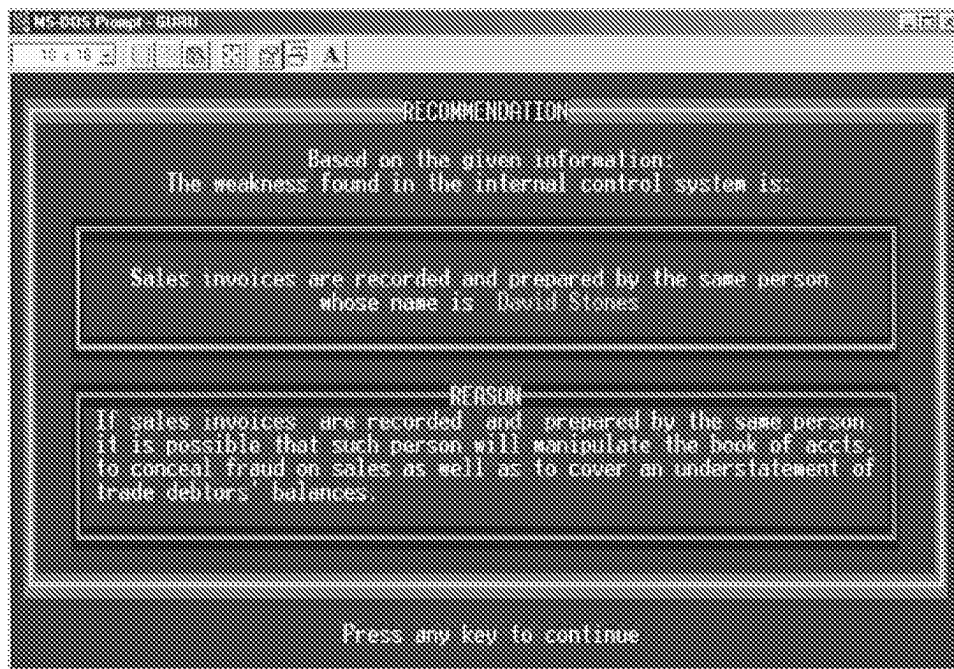 MS-DOS Prompt - GURU
10 x 18
A
RECOMMENDATION
Based on the given information:
The weakness found in the internal control system is:
Sales invoices are recorded and prepared by the same person
whose name is David Stones
REASON
If sales invoices are recorded and prepared by the same person,
it is possible that such person will manipulate the book of accts.
to conceal fraud on sales as well as to cover an understatement of
trade debtors' balances.
Press any key to continue